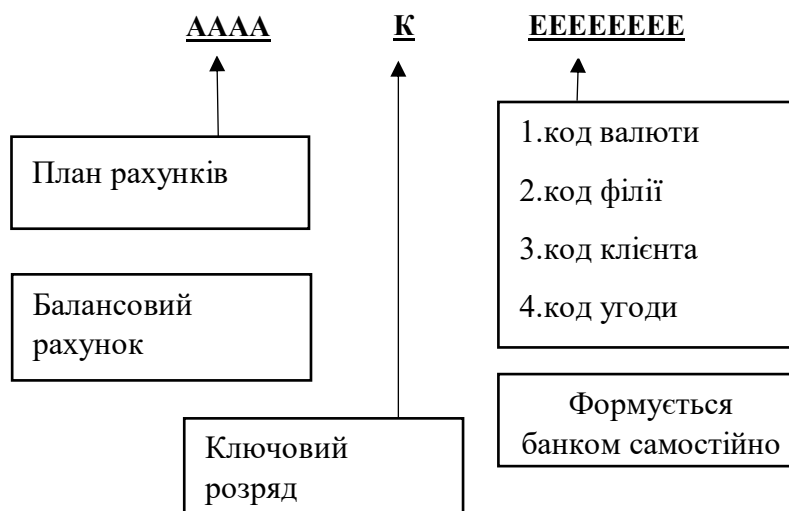 АААА К ЕЕЕЕЕЕЕЕ
План рахунків
Балансовий
рахунок
Ключовий
розряд
1.код валюти
2.код філії
3.код клієнта
4.код угоди
Формується
банком самостійно